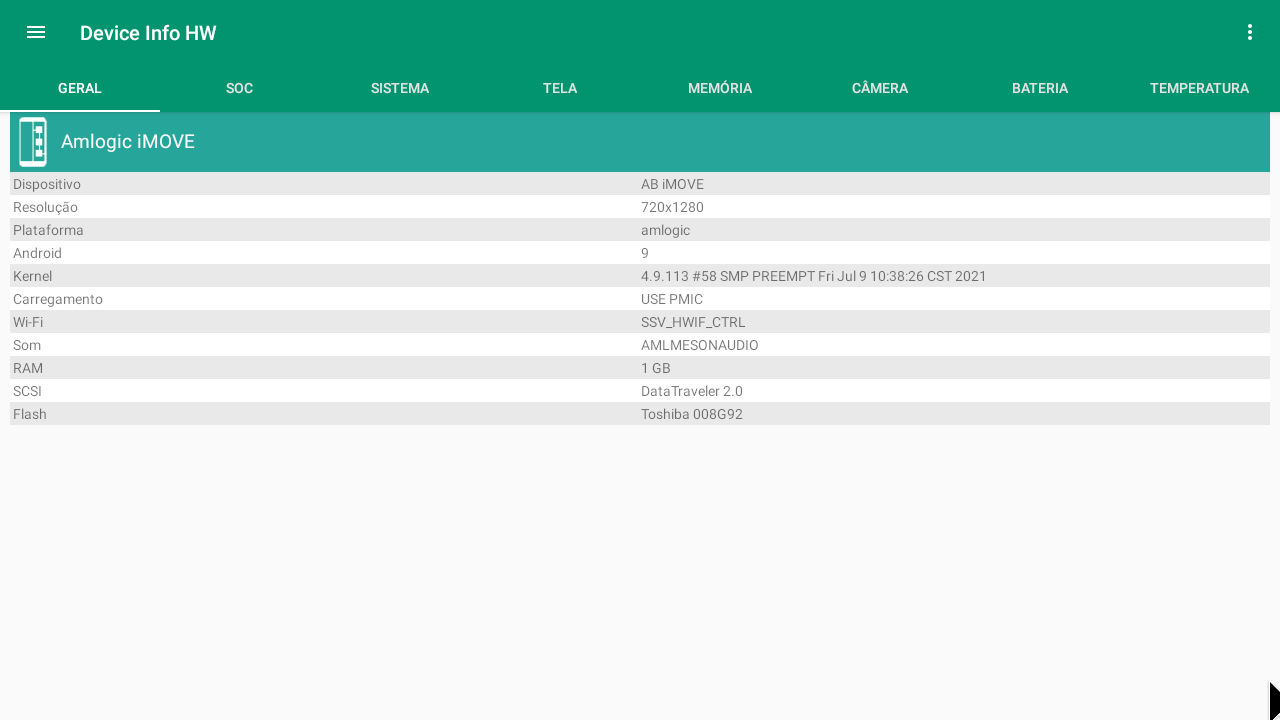 Device Info HW
GERAL SOC SISTEMA TELA MEMÓRIA CÂMERA BATERIA TEMPERATURA
Amlogic iMOVE
Dispositivo AB iMOVE
Resolução 720x1280
Plataforma amlogic
Android 9
Kernel 4.9.113 #58 SMP PREEMPT Fri Jul 9 10:38:26 CST 2021
Carregamento USE PMIC
Wi-Fi SSV_HWIF_CTRL
Som AMLMESONAUDIO
RAM 1 GB
SCSI DataTraveler 2.0
Flash Toshiba 008G92